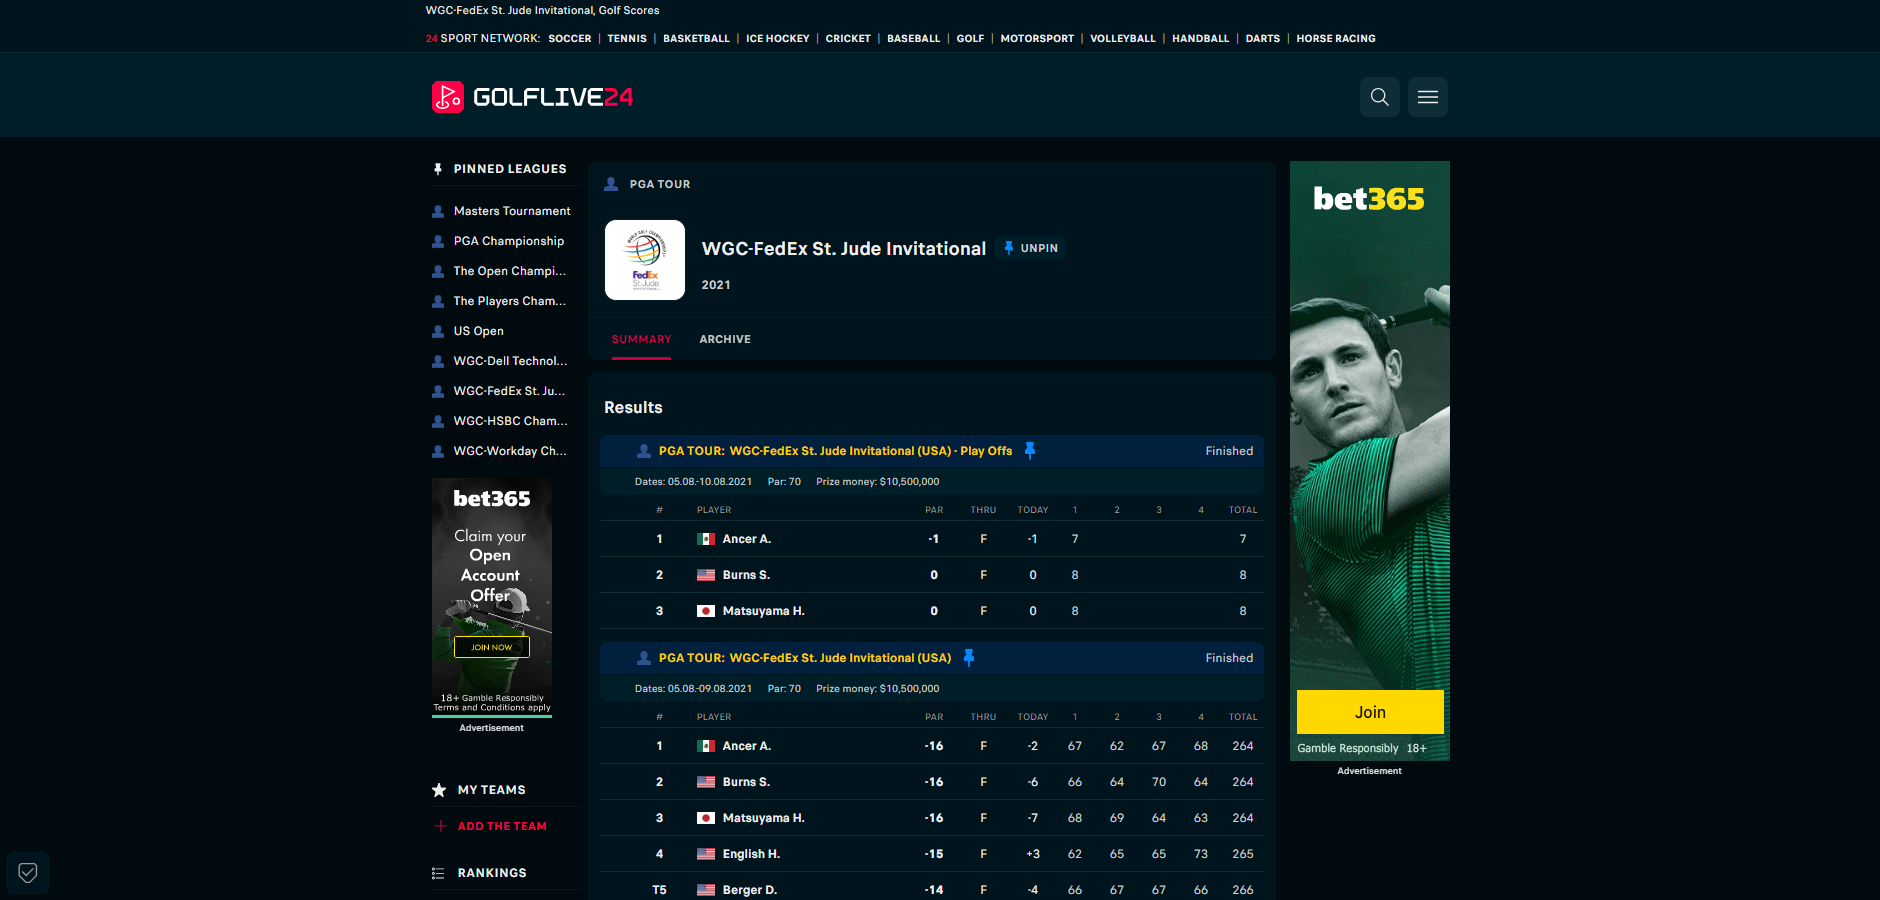 WGC-FedEx St. Jude Invitational, Golf Scores
24 SPORT NETWORK: SOCCER | TENNIS | BASKETBALL | ICE HOCKEY | CRICKET | BASEBALL | GOLF | MOTORSPORT | VOLLEYBALL | HANDBALL | DARTS | HORSE RACING
GOLFLIVE24
PINNED LEAGUES
Masters Tournament
PGA Championship
The Open Champi...
The Players Cham...
US Open
WGC-Dell Technol...
WGC-FedEx St. Ju...
WGC-HSBC Cham...
WGC-Workday Ch...
bet365
Claim your
Open
Account
Offer
JOIN NOW
18+ Gamble Responsibly
Terms and Conditions apply
Advertisement
MY TEAMS
ADD THE TEAM
RANKINGS
PGA TOUR
WORLD GOLF CHAMPIONSHIPS
FedEx
St. Jude
WGC-FedEx St. Jude Invitational
UNPIN
2021
SUMMARY ARCHIVE
Results
PGA TOUR: WGC-FedEx St. Jude Invitational (USA) - Play Offs Finished
Dates: 05.08.-10.08.2021 Par: 70 Prize money: $10,500,000
# PLAYER PAR THRU TODAY 1 2 3 4 TOTAL
1 Ancer A. -1 F -1 7 7
2 Burns S. 0 F 0 8 8
3 Matsuyama H. 0 F 0 8 8
PGA TOUR: WGC-FedEx St. Jude Invitational (USA) Finished
Dates: 05.08.-09.08.2021 Par: 70 Prize money: $10,500,000
# PLAYER PAR THRU TODAY 1 2 3 4 TOTAL
1 Ancer A. -16 F -2 67 62 67 68 264
2 Burns S. -16 F -6 66 64 70 64 264
3 Matsuyama H. -16 F -7 68 69 64 63 264
4 English H. -15 F +3 62 65 65 73 265
T5 Berger D. -14 F -4 66 67 67 66 266
bet365
Join
Gamble Responsibly 18+
Advertisement